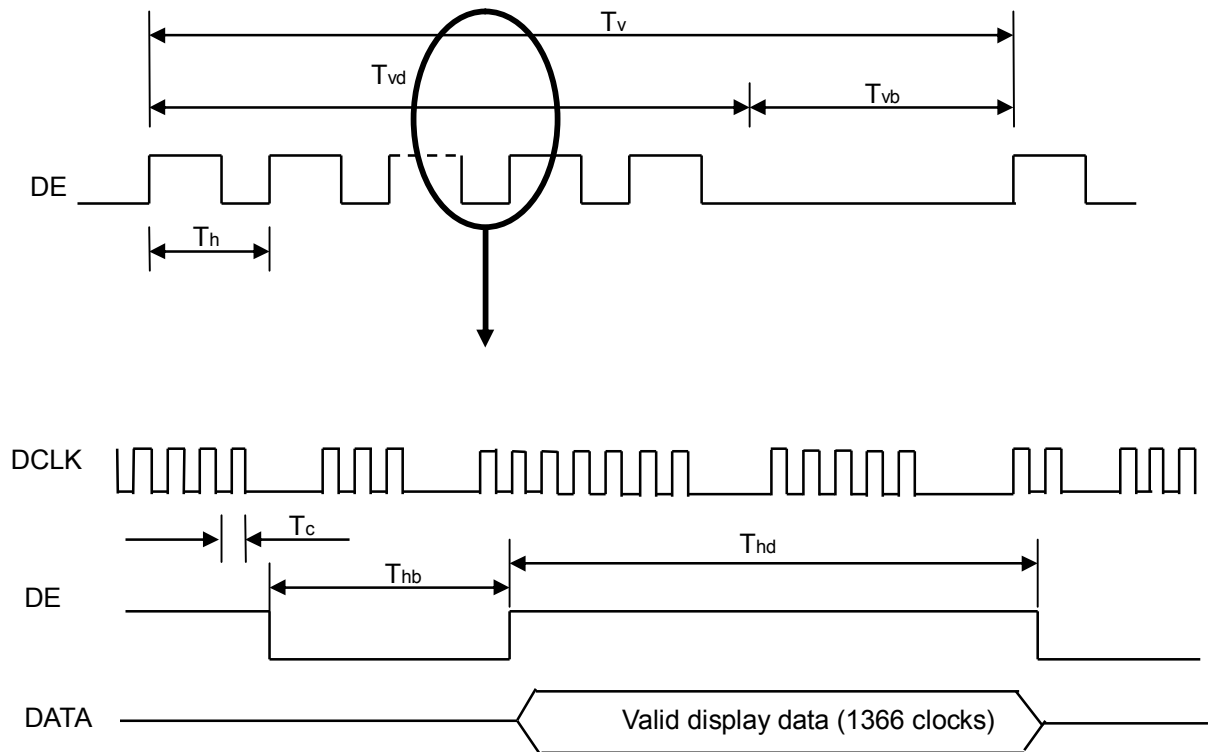 Tv
Tvd
Tvb
DE
Th
DCLK
Tc
Thd
Thb
DE
DATA
Valid display data (1366 clocks)